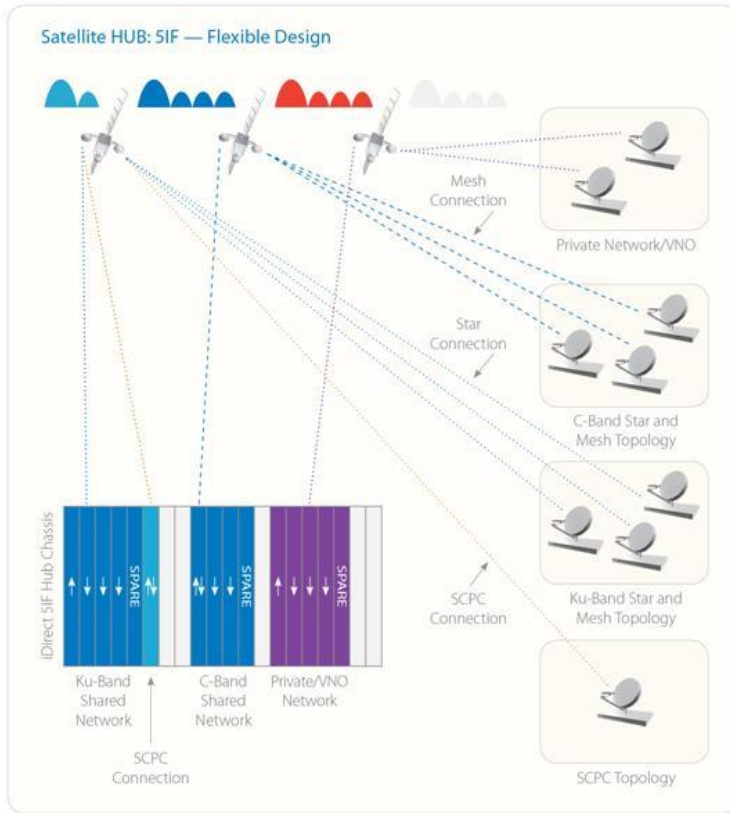 Satellite HUB: 5IF — Flexible Design
Mesh
Connection
Private Network/VNO
Star
Connection
C-Band Star and
Mesh Topology
iDirect 5IF Hub Chassis
SPARE
SPARE
SPARE
SCPC
Connection
Ku-Band Star and
Mesh Topology
Ku-Band
Shared
Network
C-Band
Shared
Network
Private/VNO
Network
SCPC
Connection
SCPC Topology